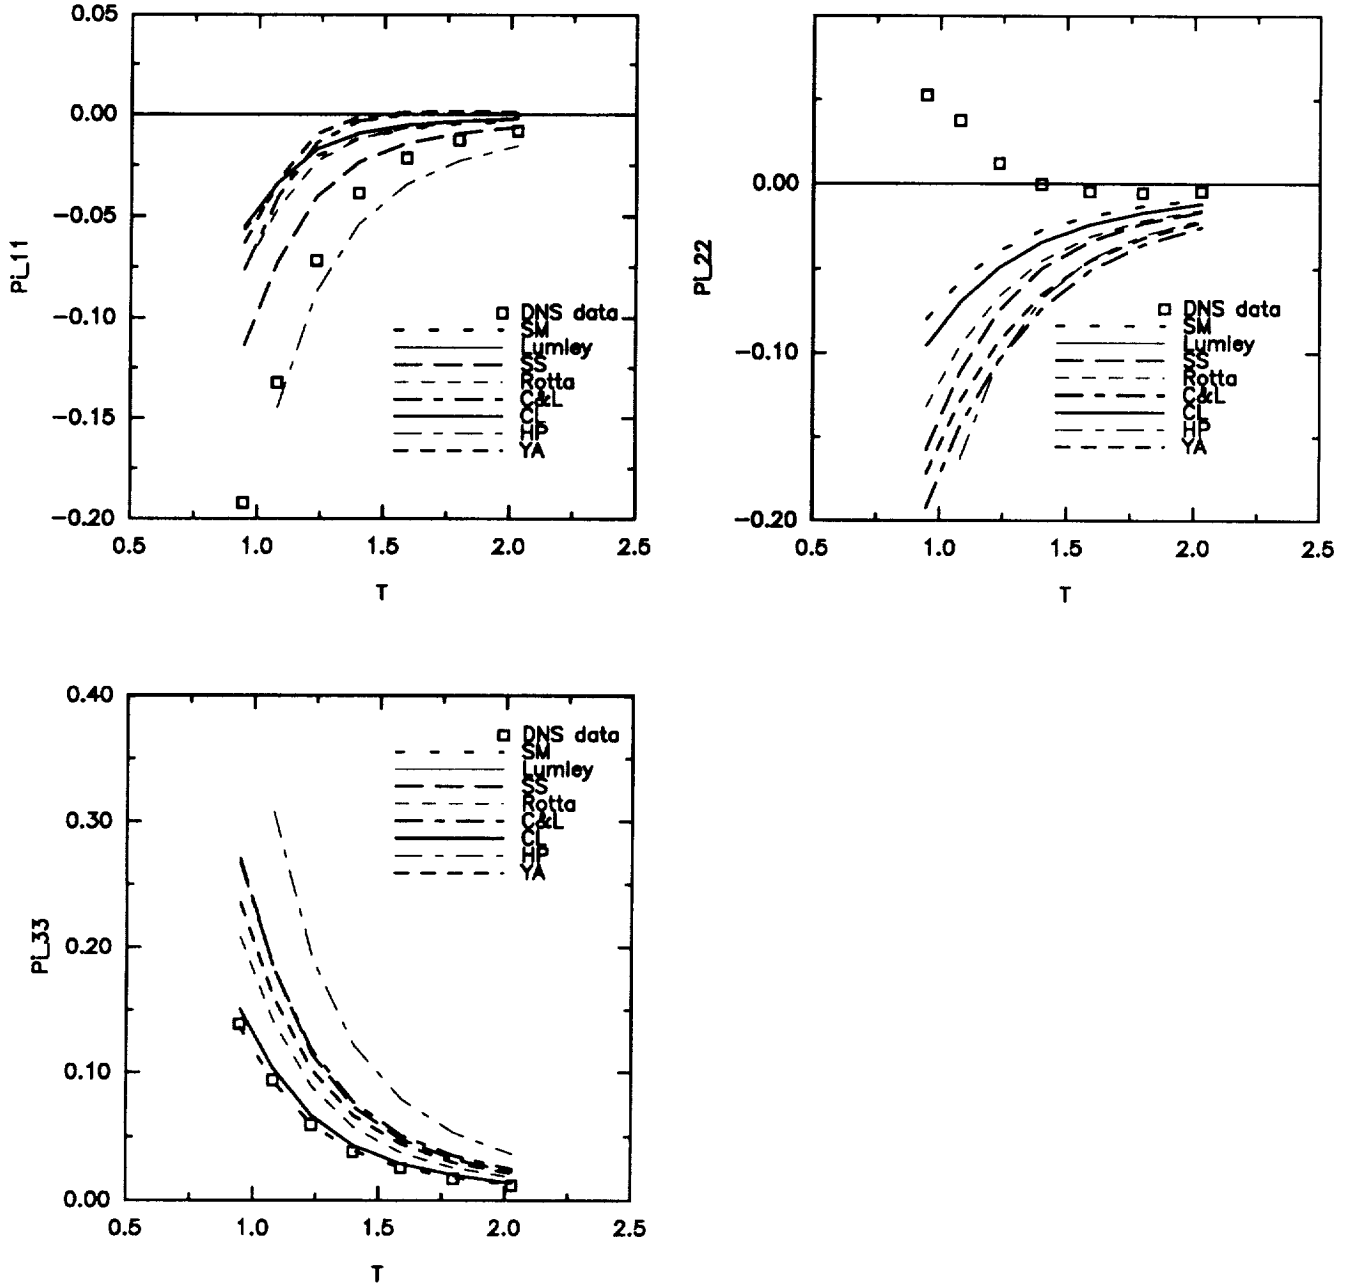 0.05
0.00
−0.05
−0.10
−0.15
−0.20
Pi_11
0.5
1.0
1.5
2.0
2.5
T
DNS data
SM
Lumley
SS
Rotta
C&L
CL
HP
YA
0.00
−0.10
−0.20
Pi_22
0.5
1.0
1.5
2.0
2.5
T
DNS data
SM
Lumley
SS
Rotta
C&L
CL
HP
YA
0.40
0.30
0.20
0.10
0.00
Pi_33
0.5
1.0
1.5
2.0
2.5
T
DNS data
SM
Lumley
SS
Rotta
C&L
CL
HP
YA